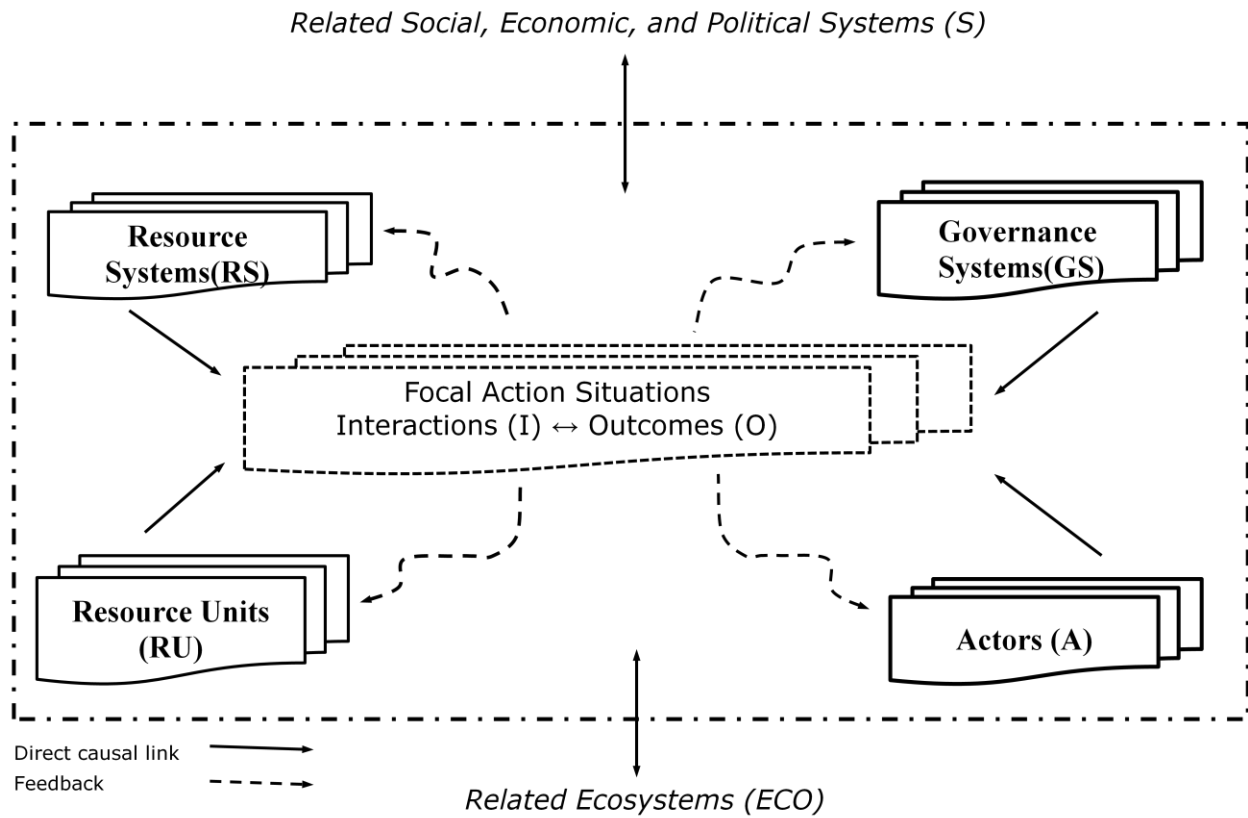 Related Social, Economic, and Political Systems (S)
Resource
Systems(RS)
Governance
Systems(GS)
Focal Action Situations
Interactions (I) ↔ Outcomes (O)
Resource Units
(RU)
Actors (A)
Direct causal link
Feedback
Related Ecosystems (ECO)